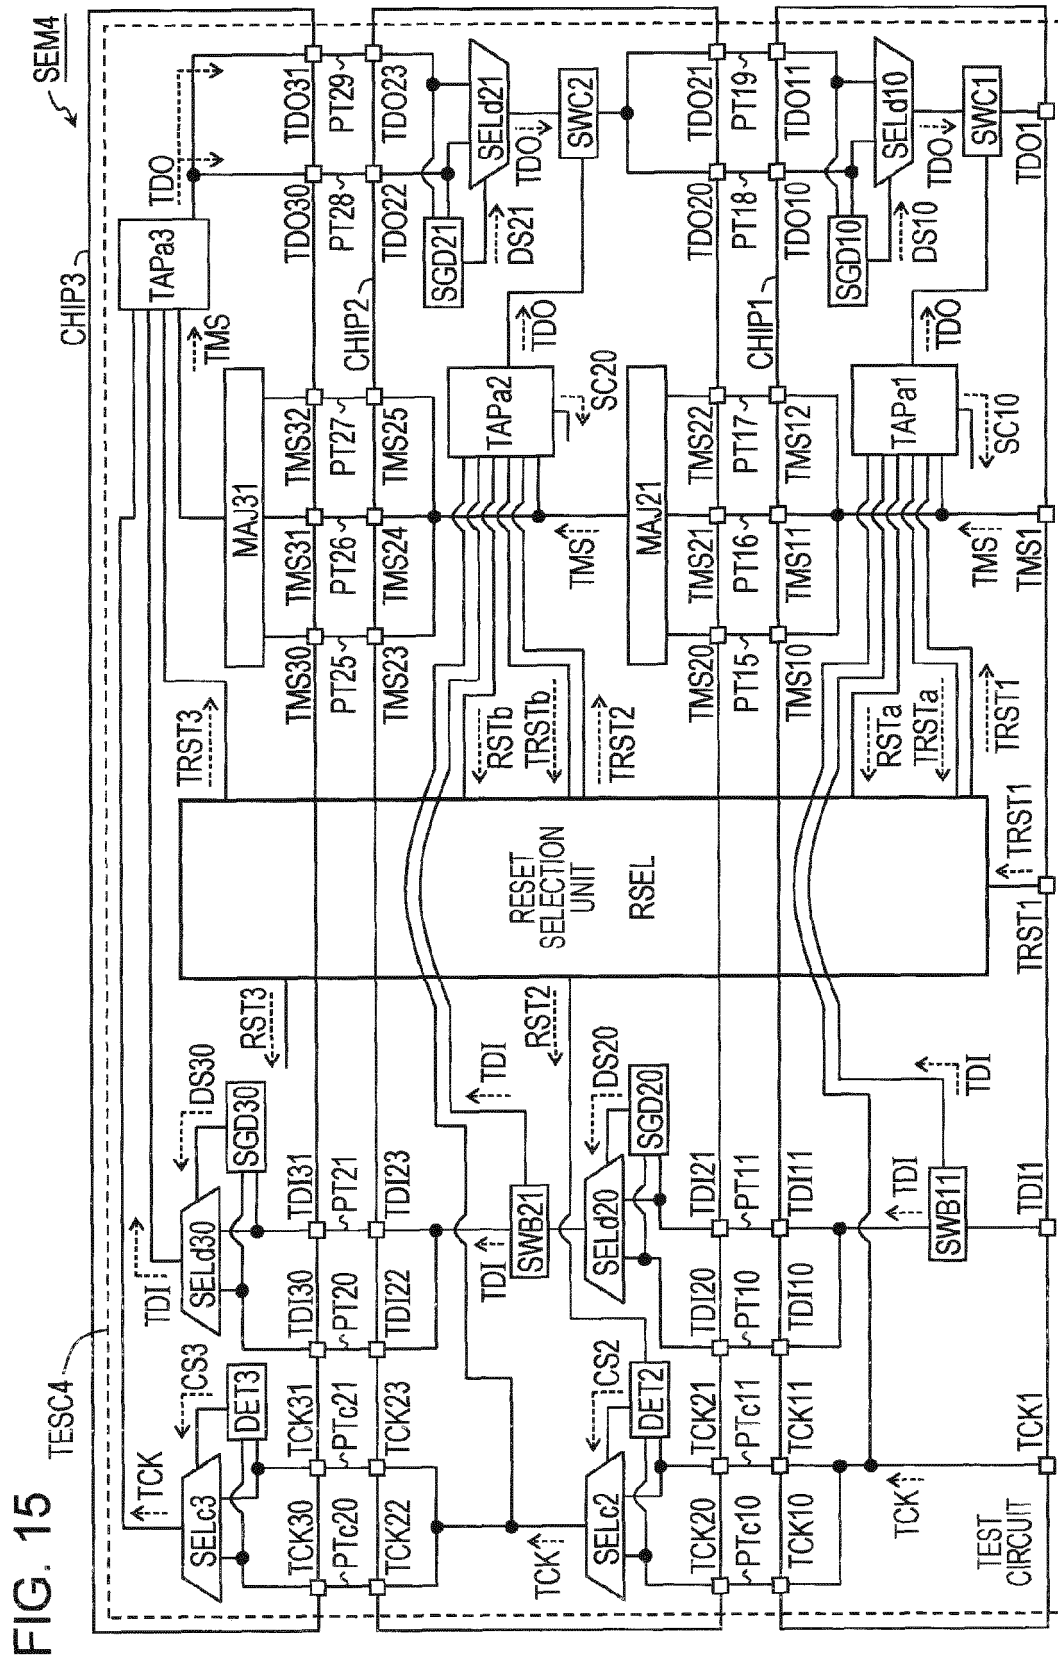 FIG. 15
SEM4
TESC4
CHIP3
TCK
CS3
SELc3
DET3
TDI
DS30
SELd30
SGD30
RST3
TRST3
TMS
MAJ31
TAPa3
TDO
TCK30
TCK31
TDI30
TDI31
TMS30
TMS31
TMS32
TDO30
TDO31
PTc20
PTc21
PT20
PT21
PT25
PT26
PT27
PT28
PT29
TCK22
TCK23
TDI22
TDI23
TMS23
TMS24
TMS25
CHIP2
TDO22
TDO23
TCK
CS2
SELc2
DET2
TDI
SWB21
TDI
SELd20
DS20
SGD20
RST2
RESET
SELECTION
UNIT
RSEL
RSTb
TRSTb
TRST2
TMS
MAJ21
TAPa2
SC20
TDO
SGD21
DS21
SELd21
TDO
SWC2
TCK20
TCK21
TDI20
TDI21
TMS20
TMS21
TMS22
TDO20
TDO21
PTc10
PTc11
PT10
PT11
PT15
PT16
PT17
PT18
PT19
TCK10
TCK11
TDI10
TDI11
TMS10
TMS11
TMS12
CHIP1
TDO10
TDO11
TCK
TDI
SWB11
TDI
RSTa
TRSTa
TRST1
TMS
TAPa1
SC10
TDO
SGD10
DS10
SELd10
TDO
SWC1
TEST
CIRCUIT
TCK1
TDI1
TRST1
TRST1
TMS1
TDO1